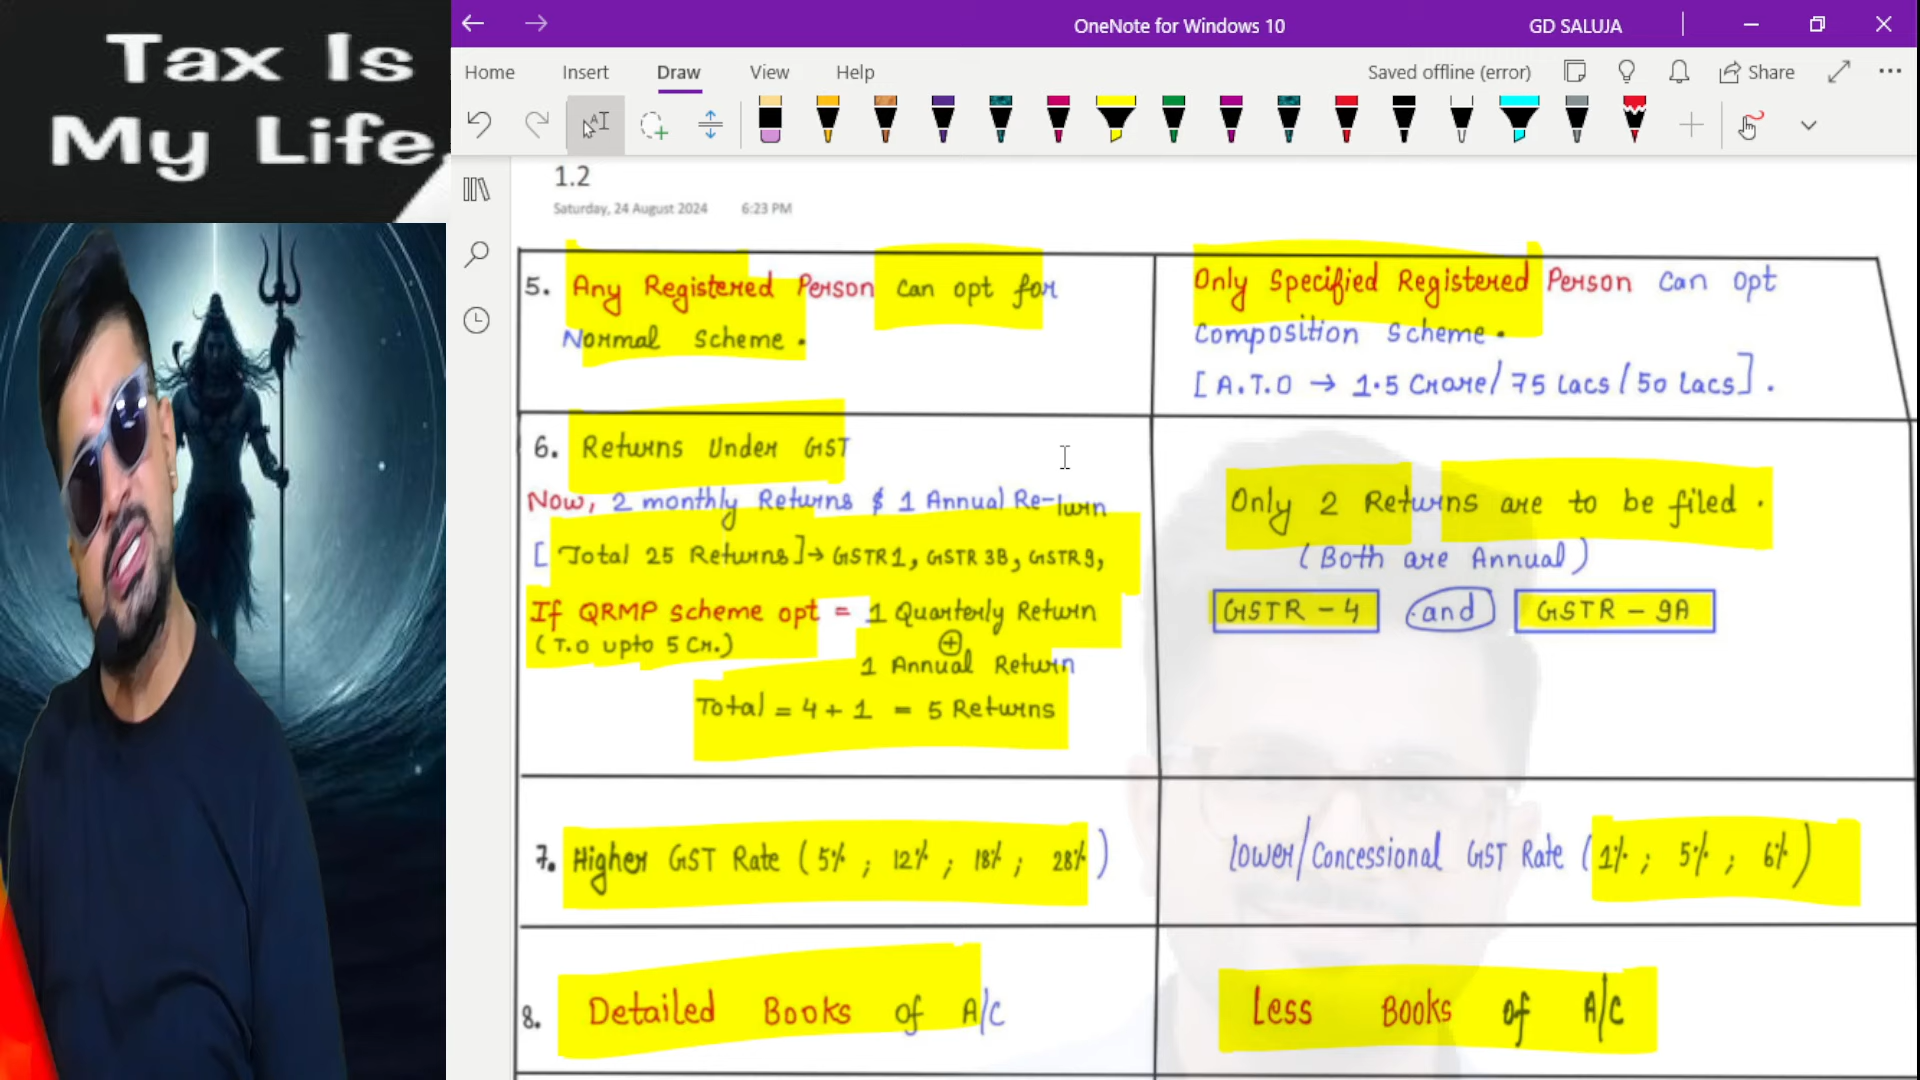 Tax Is
My Life.
OneNote for Windows 10
GD SALUJA
Home Insert Draw View Help
Saved offline (error)
Share
1.2
Saturday, 24 August 2024 6:23 PM
5. Any Registered Person can opt for
Normal Scheme.
Only Specified Registered Person can opt
composition scheme.
[A.T.O → 1.5 Crore/ 75 Lacs / 50 Lacs].
6. Returns Under GST
Now, 2 monthly Returns & 1 Annual Re-turn
[Total 25 Returns] → GSTR1, GSTR 3B, GSTR9,
If QRMP scheme opt = 1 Quarterly Return
(T.O upto 5 Cr.) ⊕
1 Annual Return
Total = 4 + 1 = 5 Returns
Only 2 Returns are to be filed.
(Both are Annual)
GSTR - 4 and GSTR - 9A
7. Higher GST Rate (5% ; 12% ; 18% ; 28%)
Lower/Concessional GST Rate (1% ; 5% ; 6%)
8. Detailed Books of A/C
Less Books of A/C